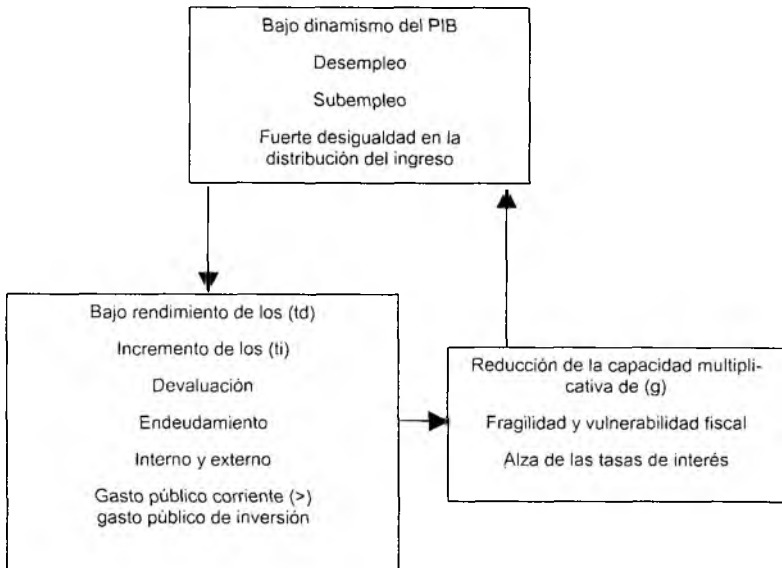 Bajo dinamismo del PIB
Desempleo
Subempleo
Fuerte desigualdad en la
distribución del ingreso
Bajo rendimiento de los (td)
Incremento de los (ti)
Devaluación
Endeudamiento
Interno y externo
Gasto público corriente (>)
gasto público de inversión
Reducción de la capacidad multipli-
cativa de (g)
Fragilidad y vulnerabilidad fiscal
Alza de las tasas de interés